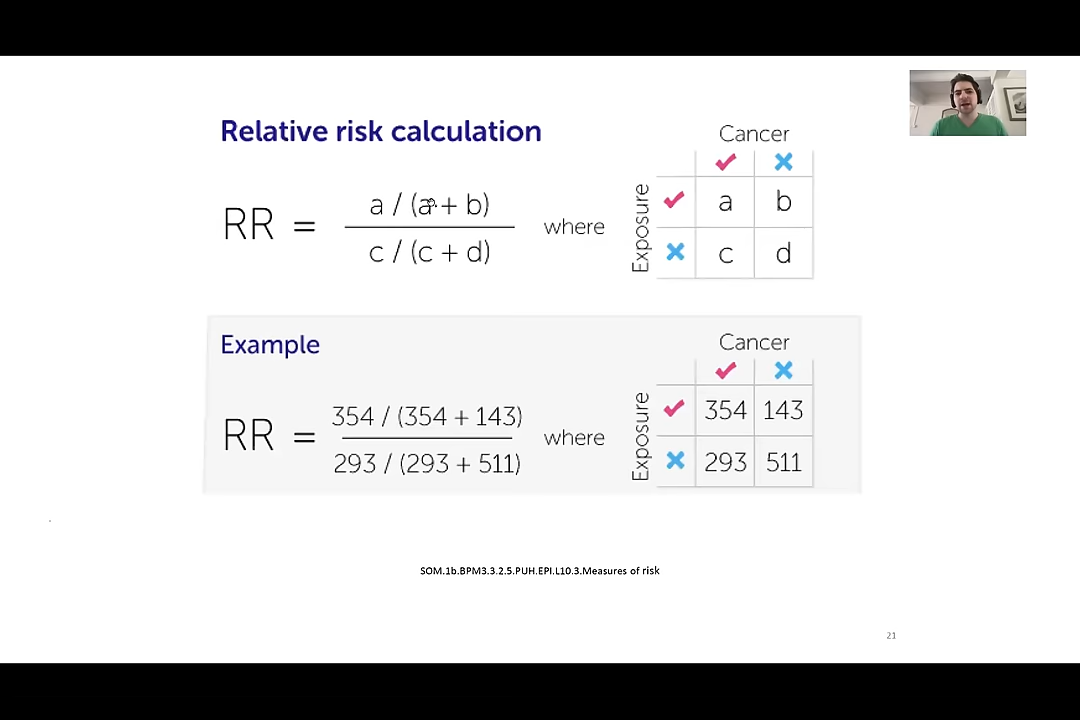 Relative risk calculation
RR = a / (a + b)
c / (c + d)
where
Cancer
✓ ✗
Exposure
✓ a b
✗ c d
Example
RR = 354 / (354 + 143)
293 / (293 + 511)
where
Cancer
✓ ✗
Exposure
✓ 354 143
✗ 293 511
SOM.1b.BPM3.3.2.5.PUH.EPI.L10.3.Measures of risk
21